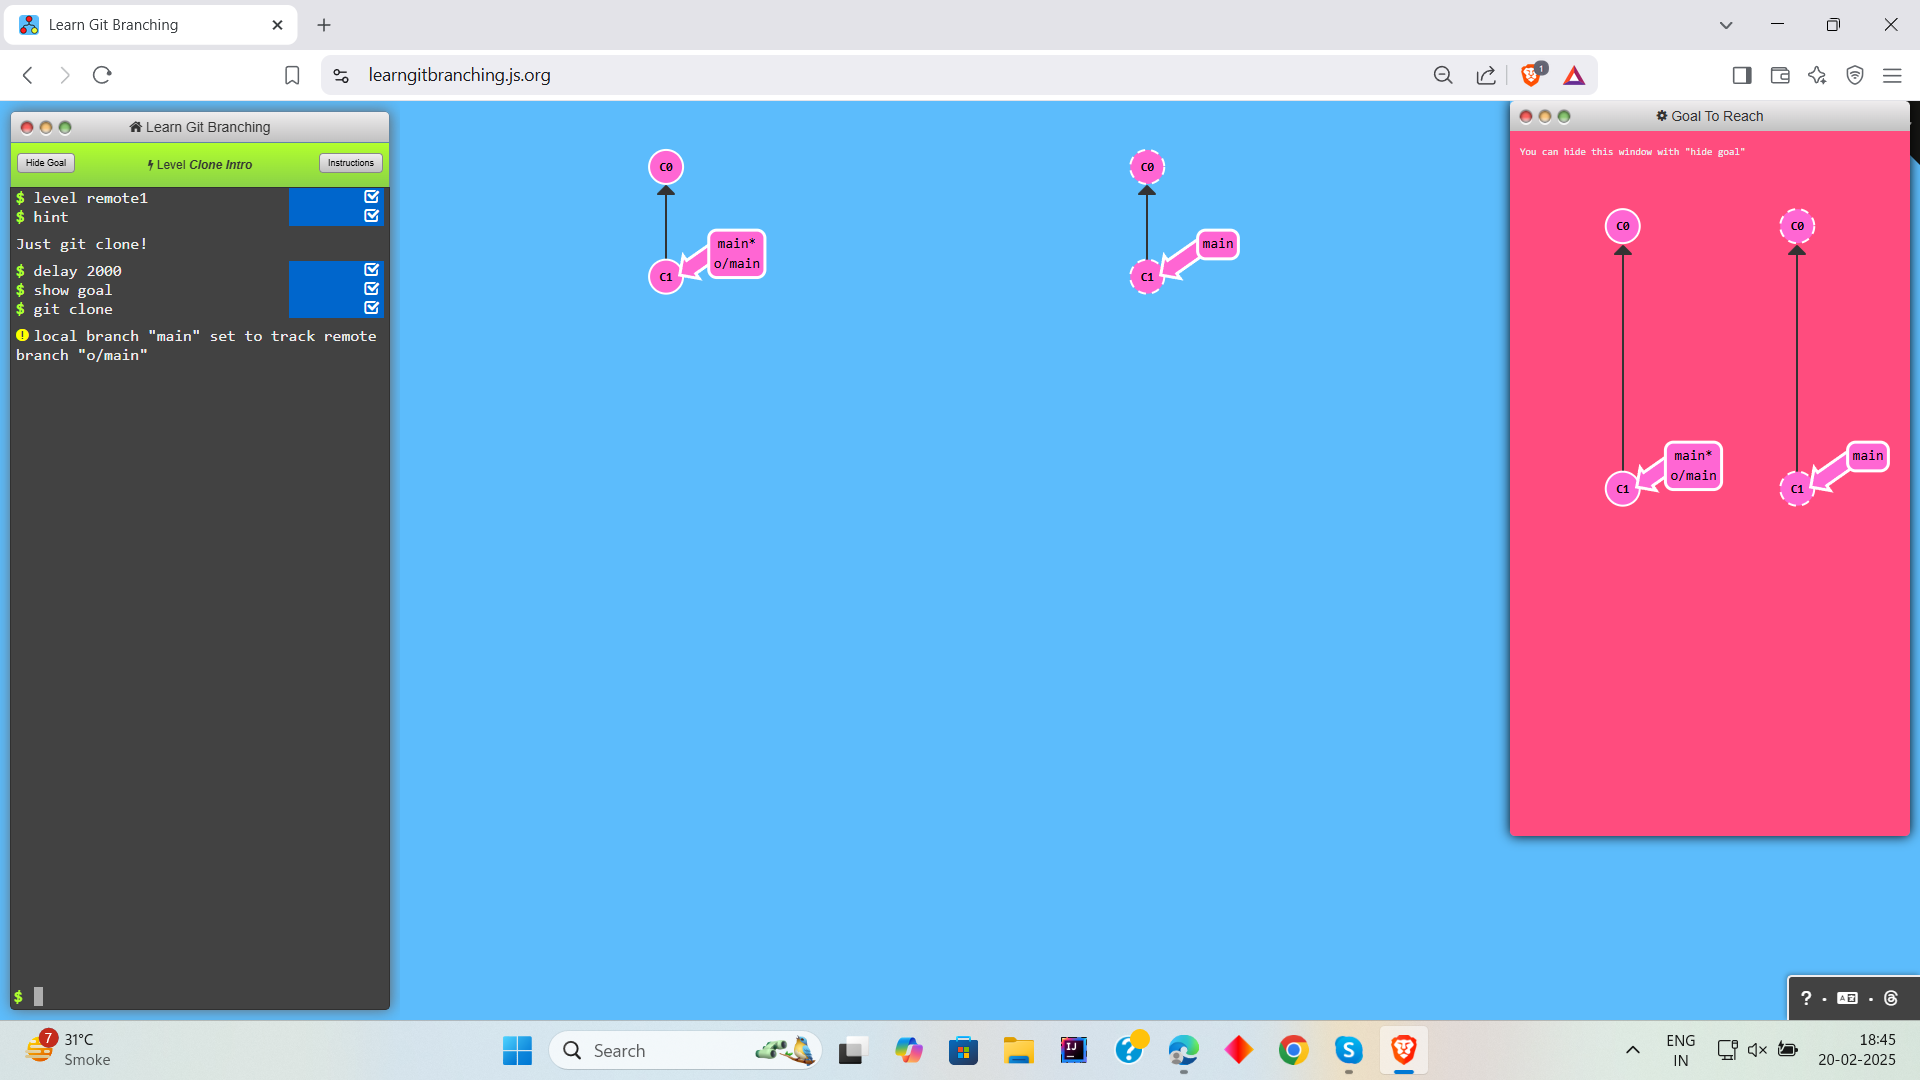 Learn Git Branching
learngitbranching.js.org
1
Learn Git Branching
Hide Goal
Level Clone Intro
Instructions
$ level remote1
$ hint
Just git clone!
$ delay 2000
$ show goal
$ git clone
local branch "main" set to track remote
branch "o/main"
$
C0
main*
o/main
C1
C0
main
C1
Goal To Reach
You can hide this window with "hide goal"
C0
C0
main*
o/main
main
C1
C1
?
7
31°C
Smoke
Search
IJ
S
ENG
IN
18:45
20-02-2025